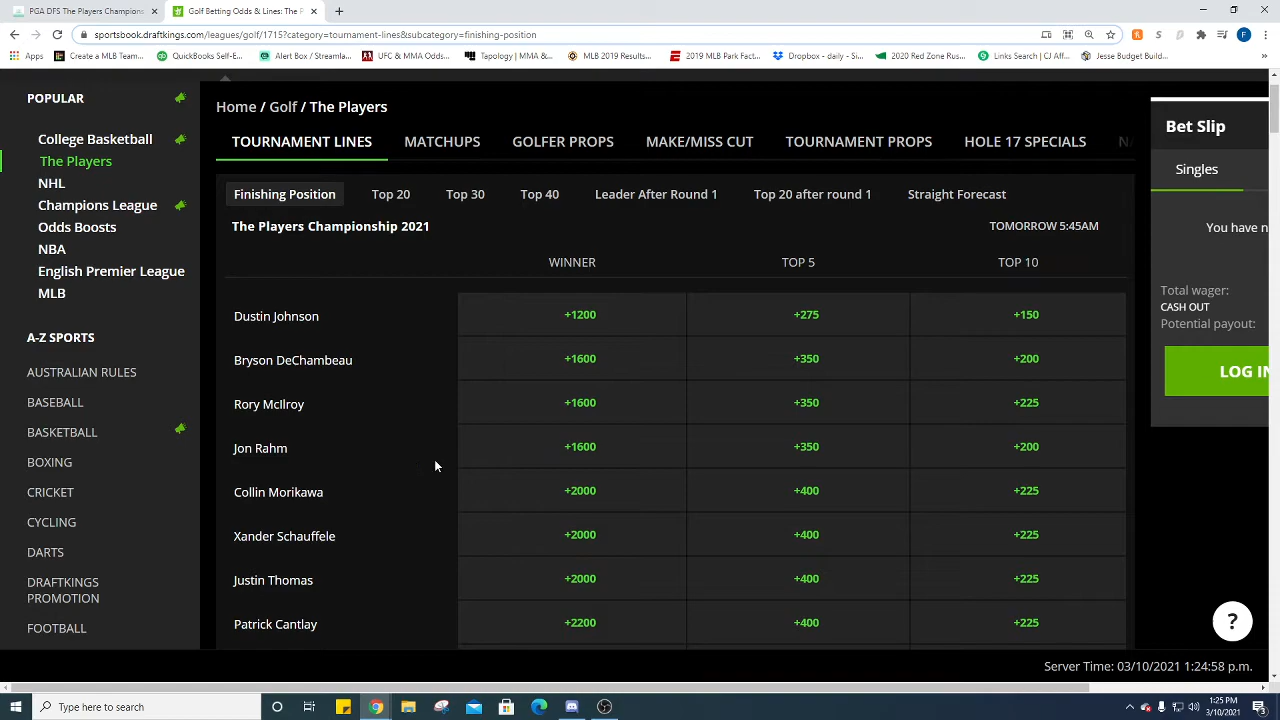 PGA DFS The Players Champions
Golf Betting Odds & Lines: The P
sportsbook.draftkings.com/leagues/golf/1715?category=tournament-lines&subcategory=finishing-position
Apps
Create a MLB Team...
QuickBooks Self-Em...
Alert Box / Streamla...
UFC & MMA Odds...
Tapology | MMA &...
MLB 2019 Results...
2019 MLB Park Fact...
Dropbox - daily - Si...
2020 Red Zone Rus...
Links Search | CJ Aff...
Jesse Budget Build...
POPULAR
College Basketball
The Players
NHL
Champions League
Odds Boosts
NBA
English Premier League
MLB
A-Z SPORTS
AUSTRALIAN RULES
BASEBALL
BASKETBALL
BOXING
CRICKET
CYCLING
DARTS
DRAFTKINGS
PROMOTION
FOOTBALL
Home / Golf / The Players
TOURNAMENT LINES MATCHUPS GOLFER PROPS MAKE/MISS CUT TOURNAMENT PROPS HOLE 17 SPECIALS
Finishing Position Top 20 Top 30 Top 40 Leader After Round 1 Top 20 after round 1 Straight Forecast
The Players Championship 2021 TOMORROW 5:45AM
WINNER TOP 5 TOP 10
Dustin Johnson +1200 +275 +150
Bryson DeChambeau +1600 +350 +200
Rory McIlroy +1600 +350 +225
Jon Rahm +1600 +350 +200
Collin Morikawa +2000 +400 +225
Xander Schauffele +2000 +400 +225
Justin Thomas +2000 +400 +225
Patrick Cantlay +2200 +400 +225
Bet Slip
Singles
You have n
Total wager:
CASH OUT
Potential payout:
LOG IN
?
Server Time: 03/10/2021 1:24:58 p.m.
Type here to search
1:25 PM
3/10/2021